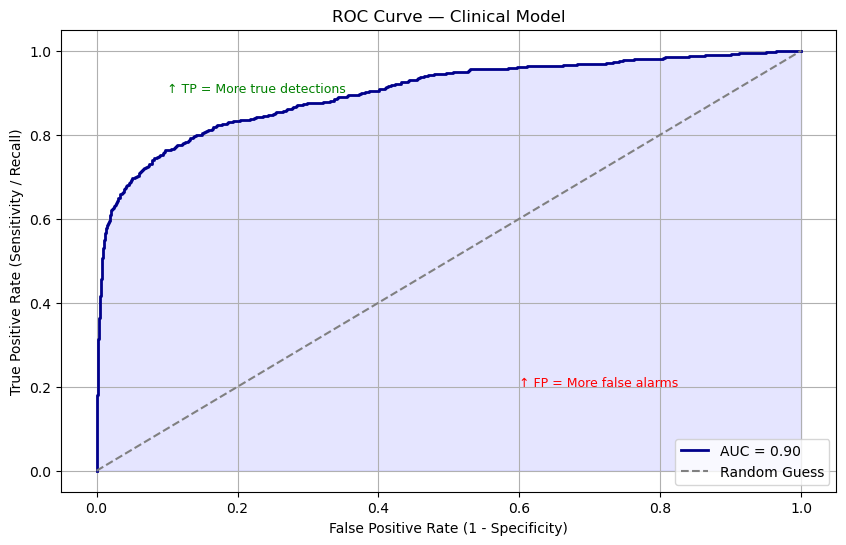 ROC Curve — Clinical Model
True Positive Rate (Sensitivity / Recall)
1.0
0.8
0.6
0.4
0.2
0.0
↑ TP = More true detections
↑ FP = More false alarms
AUC = 0.90
Random Guess
0.0 0.2 0.4 0.6 0.8 1.0
False Positive Rate (1 - Specificity)